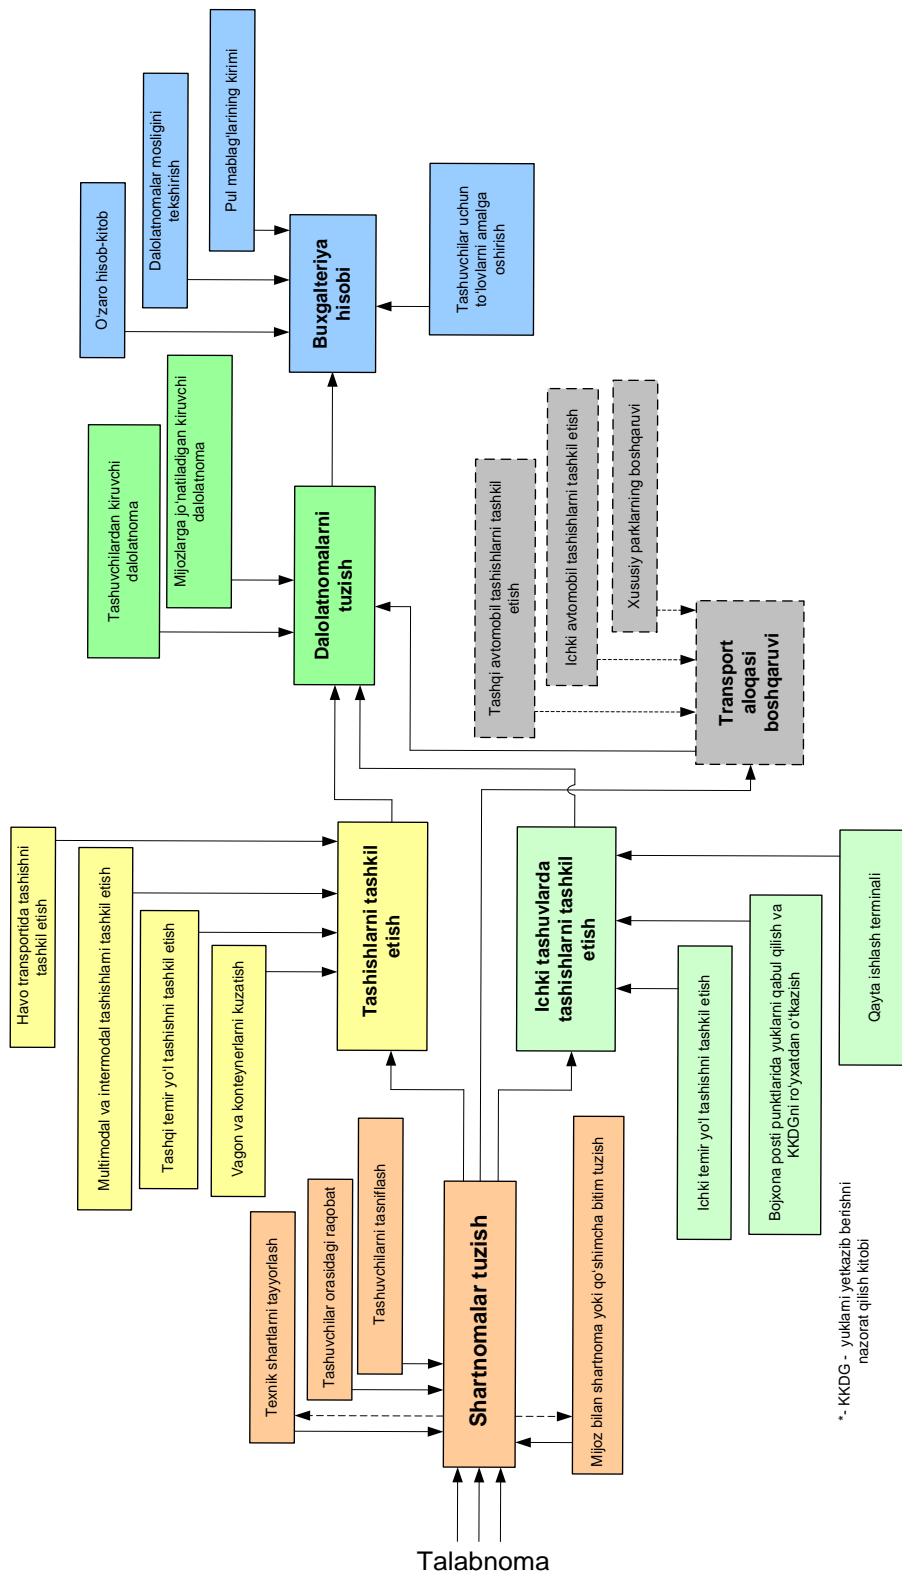 Talabnoma
Shartnomalar tuzish
Texnik shartlarni tayyorlash
Tashuvchilar orasidagi raqobat
Tashuvchilarni tasniflash
Mijoz bilan shartnoma yoki qo'shimcha bitim tuzish
Havo transportida tashishni
tashkil etish
Multimodal va intermodal tashishlarni tashkil etish
Tashqi temir yo'l tashishni tashkil etish
Vagon va konteynerlarni kuzatish
Tashishlarni tashkil
etish
Ichki tashuvlarda
tashishlarni tashkil
etish
Ichki temir yo'l tashishni tashkil etish
Bojxona posti punktlarida yuklarni qabul qilish va
KKDGni ro'yxatdan o'tkazish
Qayta ishlash terminali
Tashuvchilardan kiruvchi
dalolatnoma
Mijozlarga jo'natiladigan kiruvchi
dalolatnoma
Dalolatnomalarni
tuzish
Tashqi avtomobil tashishlarni tashkil
etish
Ichki avtomobil tashishlarni tashkil etish
Xususiy parklarning boshqaruvi
Transport
aloqasi
boshqaruvi
O'zaro hisob-kitob
Dalolatnomalar mosligini
tekshirish
Pul mablag'larining kirimi
Buxgalteriya
hisobi
Tashuvchilar uchun
to'lovlarni amalga
oshirish
*- KKDG - yuklarni yetkazib berishni
nazorat qilish kitobi